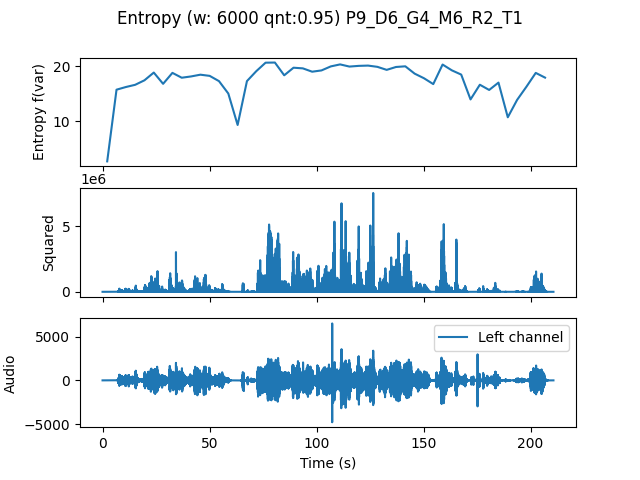 Entropy (w: 6000 qnt:0.95) P9_D6_G4_M6_R2_T1
20
10
Entropy f(var)
1e6
5
0
Squared
5000
0
−5000
Audio
Left channel
0 50 100 150 200
Time (s)